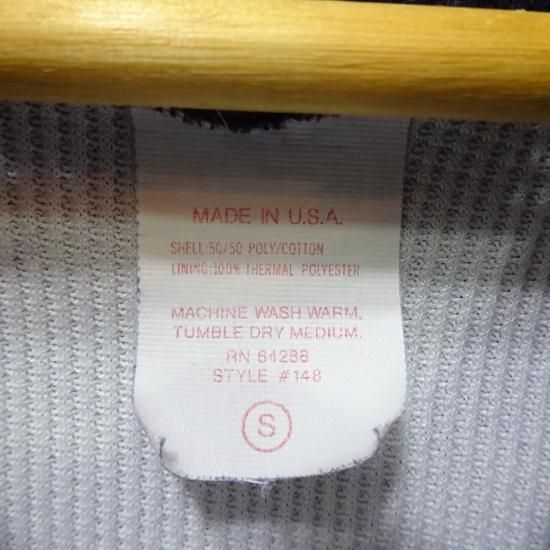 MADE IN U.S.A.
SHELL:50/50 POLY/COTTON
LINING:100% THERMAL POLYESTER
MACHINE WASH WARM,
TUMBLE DRY MEDIUM.
RN 64288
STYLE #148
S